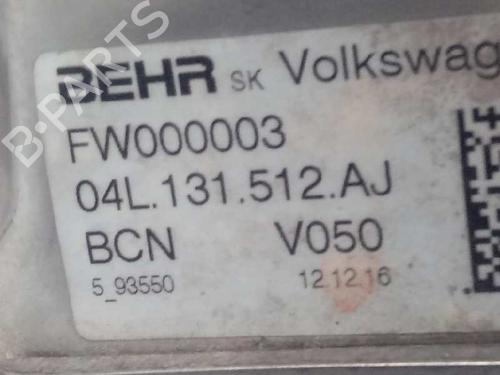 BEHR SK Volkswag
FW000003
04L.131.512.AJ
BCN V050
5_93550 12.12.16
B-PARTS